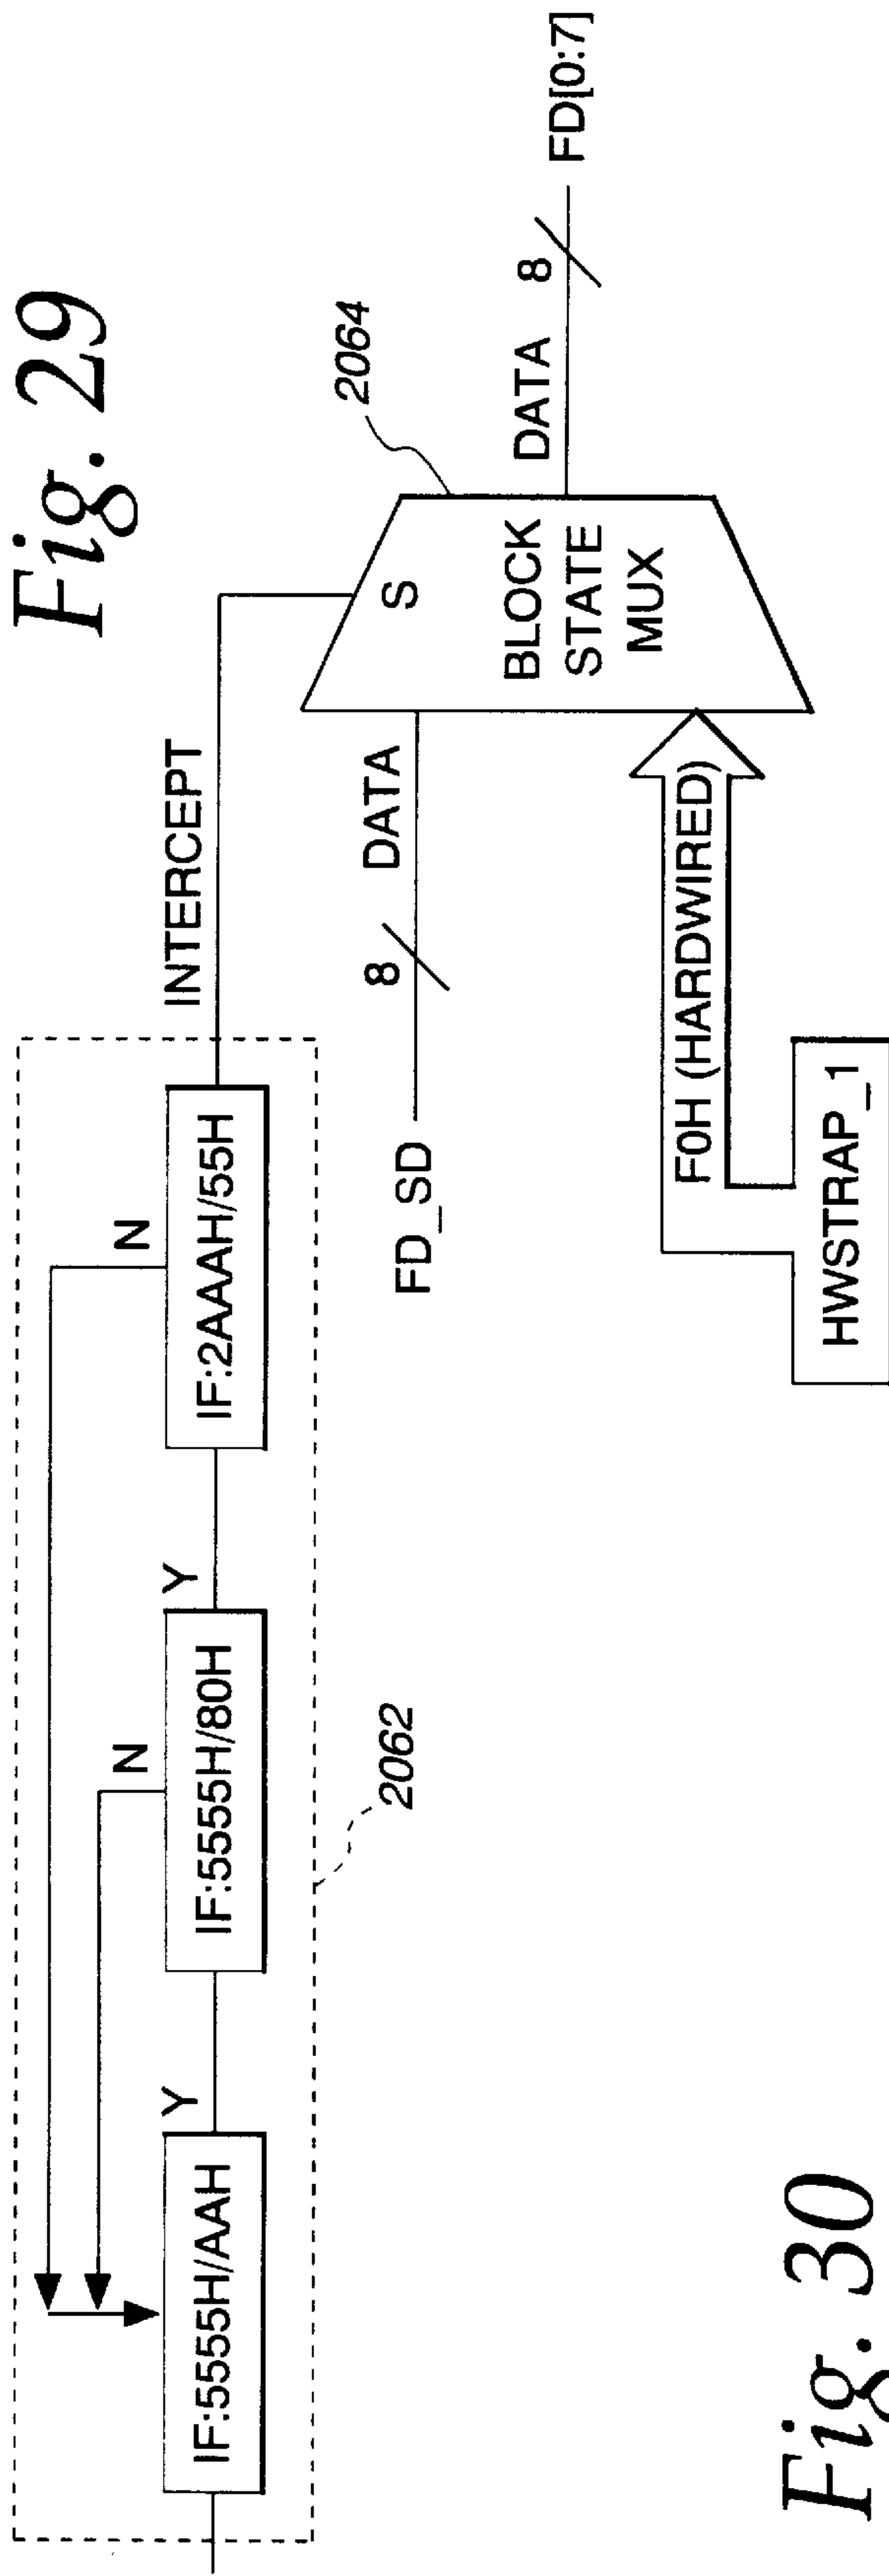 Fig. 29
IF:5555H/AAH
Y
IF:5555H/80H
N
Y
IF:2AAAH/55H
N
INTERCEPT
2062
2064
FD_SD
8
DATA
S
BLOCK
STATE
MUX
DATA
8
FD[0:7]
F0H (HARDWIRED)
HWSTRAP_1
Fig. 30